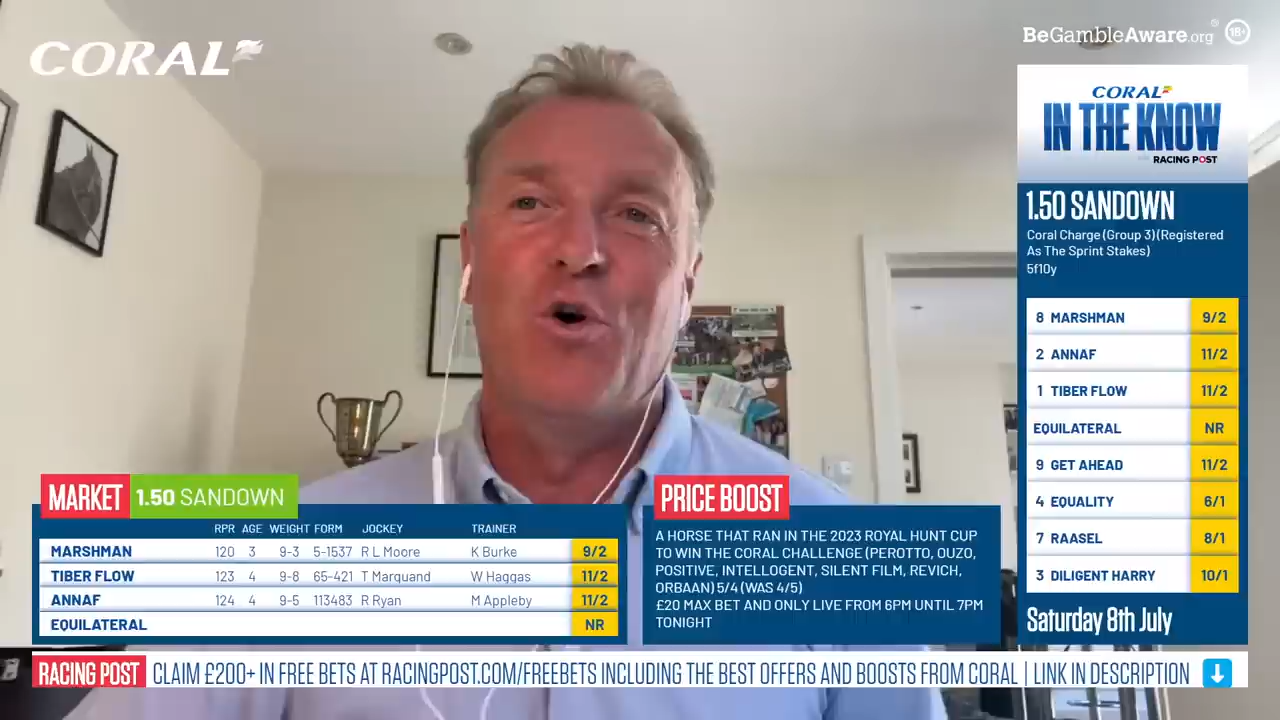 CORAL
BeGambleAware.org® 18+
CORAL
IN THE KNOW
RACING POST
1.50 SANDOWN
Coral Charge (Group 3) (Registered
As The Sprint Stakes)
5f10y
8 MARSHMAN 9/2
2 ANNAF 11/2
1 TIBER FLOW 11/2
EQUILATERAL NR
9 GET AHEAD 11/2
4 EQUALITY 6/1
7 RAASEL 8/1
3 DILIGENT HARRY 10/1
Saturday 8th July
MARKET 1.50 SANDOWN
RPR AGE WEIGHT FORM JOCKEY TRAINER
MARSHMAN 120 3 9-3 5-1537 R L Moore K Burke 9/2
TIBER FLOW 123 4 9-8 65-421 T Marquand W Haggas 11/2
ANNAF 124 4 9-5 113483 R Ryan M Appleby 11/2
EQUILATERAL NR
PRICE BOOST
A HORSE THAT RAN IN THE 2023 ROYAL HUNT CUP
TO WIN THE CORAL CHALLENGE (PEROTTO, OUZO,
POSITIVE, INTELLOGENT, SILENT FILM, REVICH,
ORBAAN) 5/4 (WAS 4/5)
£20 MAX BET AND ONLY LIVE FROM 6PM UNTIL 7PM
TONIGHT
RACING POST CLAIM £200+ IN FREE BETS AT RACINGPOST.COM/FREEBETS INCLUDING THE BEST OFFERS AND BOOSTS FROM CORAL | LINK IN DESCRIPTION